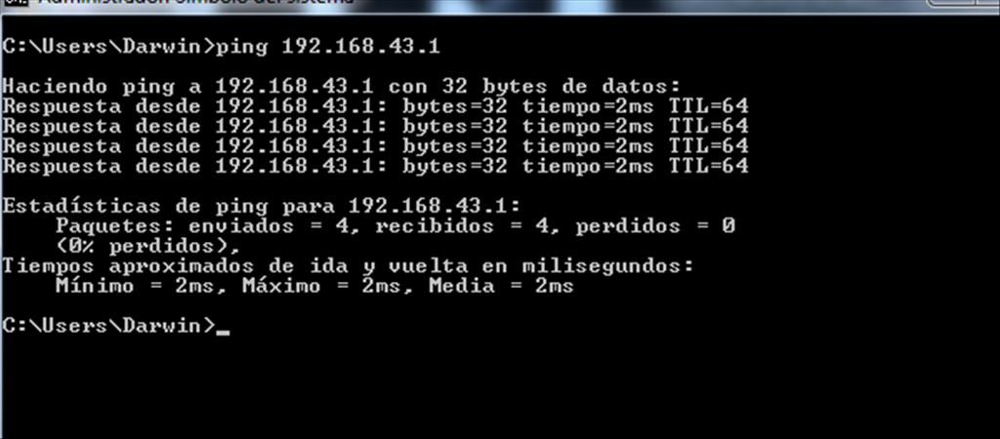 Administrador: Símbolo del sistema
C:\Users\Darwin>ping 192.168.43.1
Haciendo ping a 192.168.43.1 con 32 bytes de datos:
Respuesta desde 192.168.43.1: bytes=32 tiempo=2ms TTL=64
Respuesta desde 192.168.43.1: bytes=32 tiempo=2ms TTL=64
Respuesta desde 192.168.43.1: bytes=32 tiempo=2ms TTL=64
Respuesta desde 192.168.43.1: bytes=32 tiempo=2ms TTL=64
Estadísticas de ping para 192.168.43.1:
Paquetes: enviados = 4, recibidos = 4, perdidos = 0
(0% perdidos),
Tiempos aproximados de ida y vuelta en milisegundos:
Mínimo = 2ms, Máximo = 2ms, Media = 2ms
C:\Users\Darwin>_